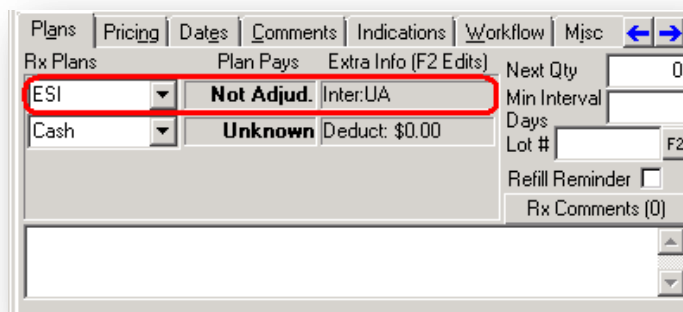 Plans Pricing Dates Comments Indications Workflow Misc
Rx Plans Plan Pays Extra Info (F2 Edits) Next Qty 0
ESI Not Adjud. Inter:UA Min Interval Days
Cash Unknown Deduct: $0.00 Lot # F2
Refill Reminder
Rx Comments (0)